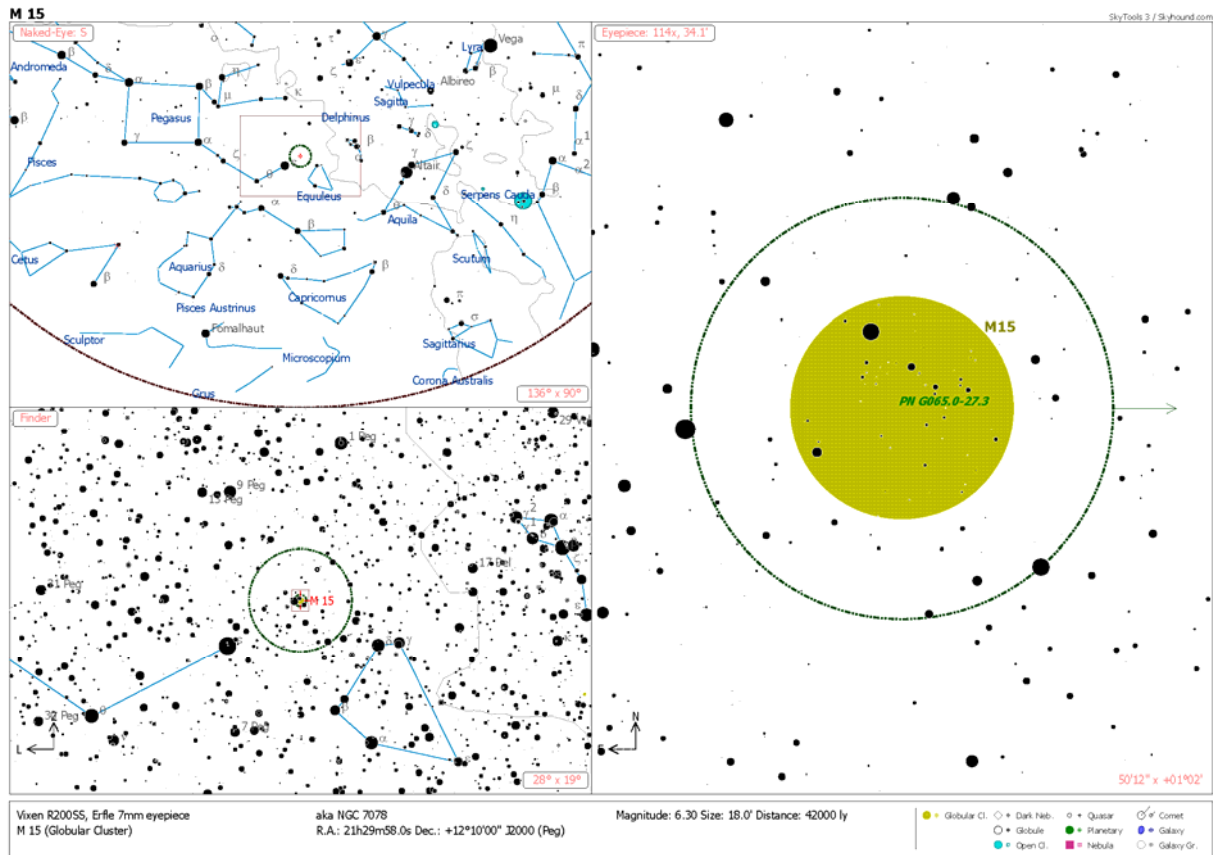 M 15
SkyTools 3 / Skyhound.com
Naked-Eye: S
Andromeda
β
δ
α
β
η
μ
κ
Pegasus
γ
α
ζ
θ
Pisces
β
Vulpecula
Albireo
Sagitta
Lyra
Vega
β
Delphinus
β
α
γ
δ
γ
Altair
ζ
δ
Equuleus
Aquila
Serpens Cauda
η
Scutum
α
β
Cetus
β
Aquarius
δ
δ
β
Capricornus
Pisces Austrinus
Fomalhaut
Sculptor
Microscopium
Grus
π
σ
Sagittarius
Corona Australis
136° x 90°
Finder
1 Peg
9 Peg
13 Peg
31 Peg
M 15
17 Del
29 Vul
γ
2
1
α
β
ζ
ε
κ
δ
γ
β
α
θ
7 Peg
L
28° x 19°
Eyepiece: 114x, 34.1'
M15
PN G065.0-27.3
N
E
50'12" x +01°02'
Vixen R200SS, Erfle 7mm eyepiece
M 15 (Globular Cluster)
aka NGC 7078
R.A.: 21h29m58.0s Dec.: +12°10'00" J2000 (Peg)
Magnitude: 6.30 Size: 18.0' Distance: 42000 ly
Globular Cl.
Dark Neb.
Quasar
Comet
Globule
Planetary
Galaxy
Open Cl.
Nebula
Galaxy Gr.